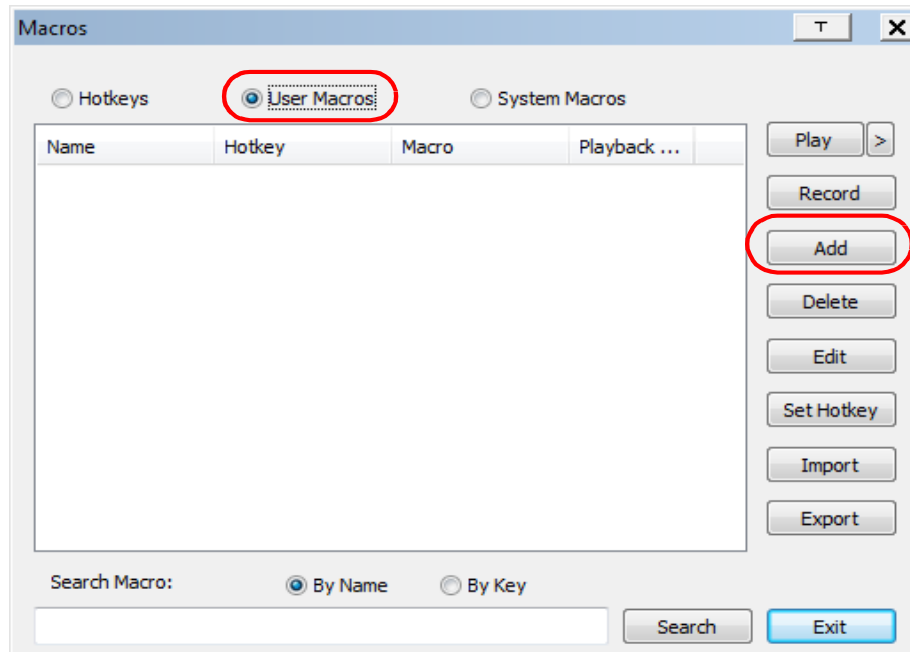 Macros
Hotkeys User Macros System Macros
Name Hotkey Macro Playback ...
Play >
Record
Add
Delete
Edit
Set Hotkey
Import
Export
Search Macro: By Name By Key
Search Exit